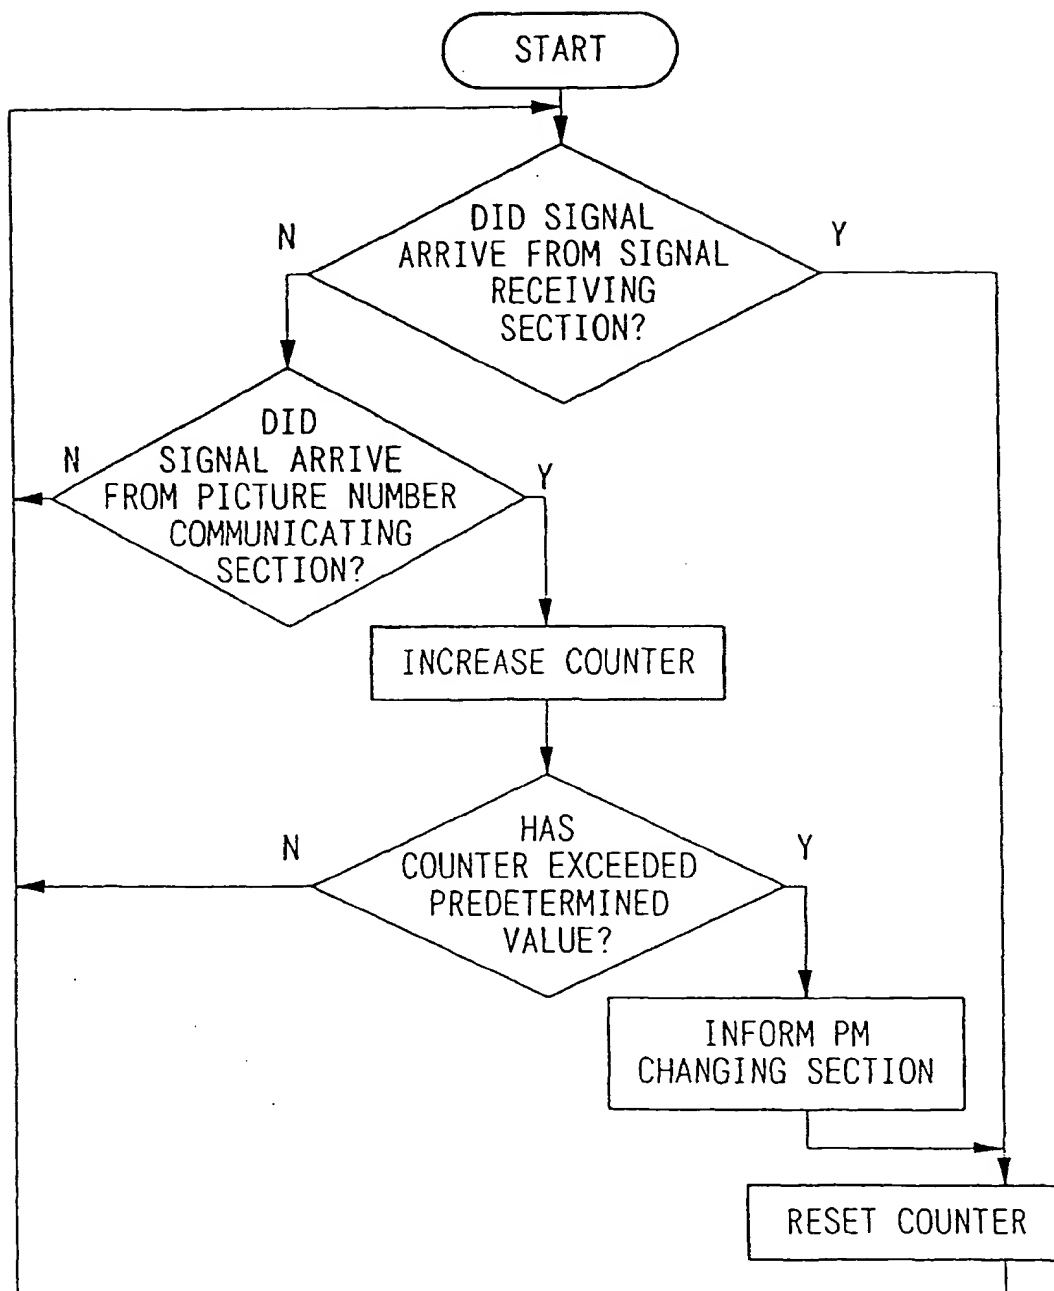 START
DID SIGNAL
ARRIVE FROM SIGNAL
RECEIVING
SECTION?
N
Y
DID
SIGNAL ARRIVE
FROM PICTURE NUMBER
COMMUNICATING
SECTION?
N
Y
INCREASE COUNTER
HAS
COUNTER EXCEEDED
PREDETERMINED
VALUE?
N
Y
INFORM PM
CHANGING SECTION
RESET COUNTER